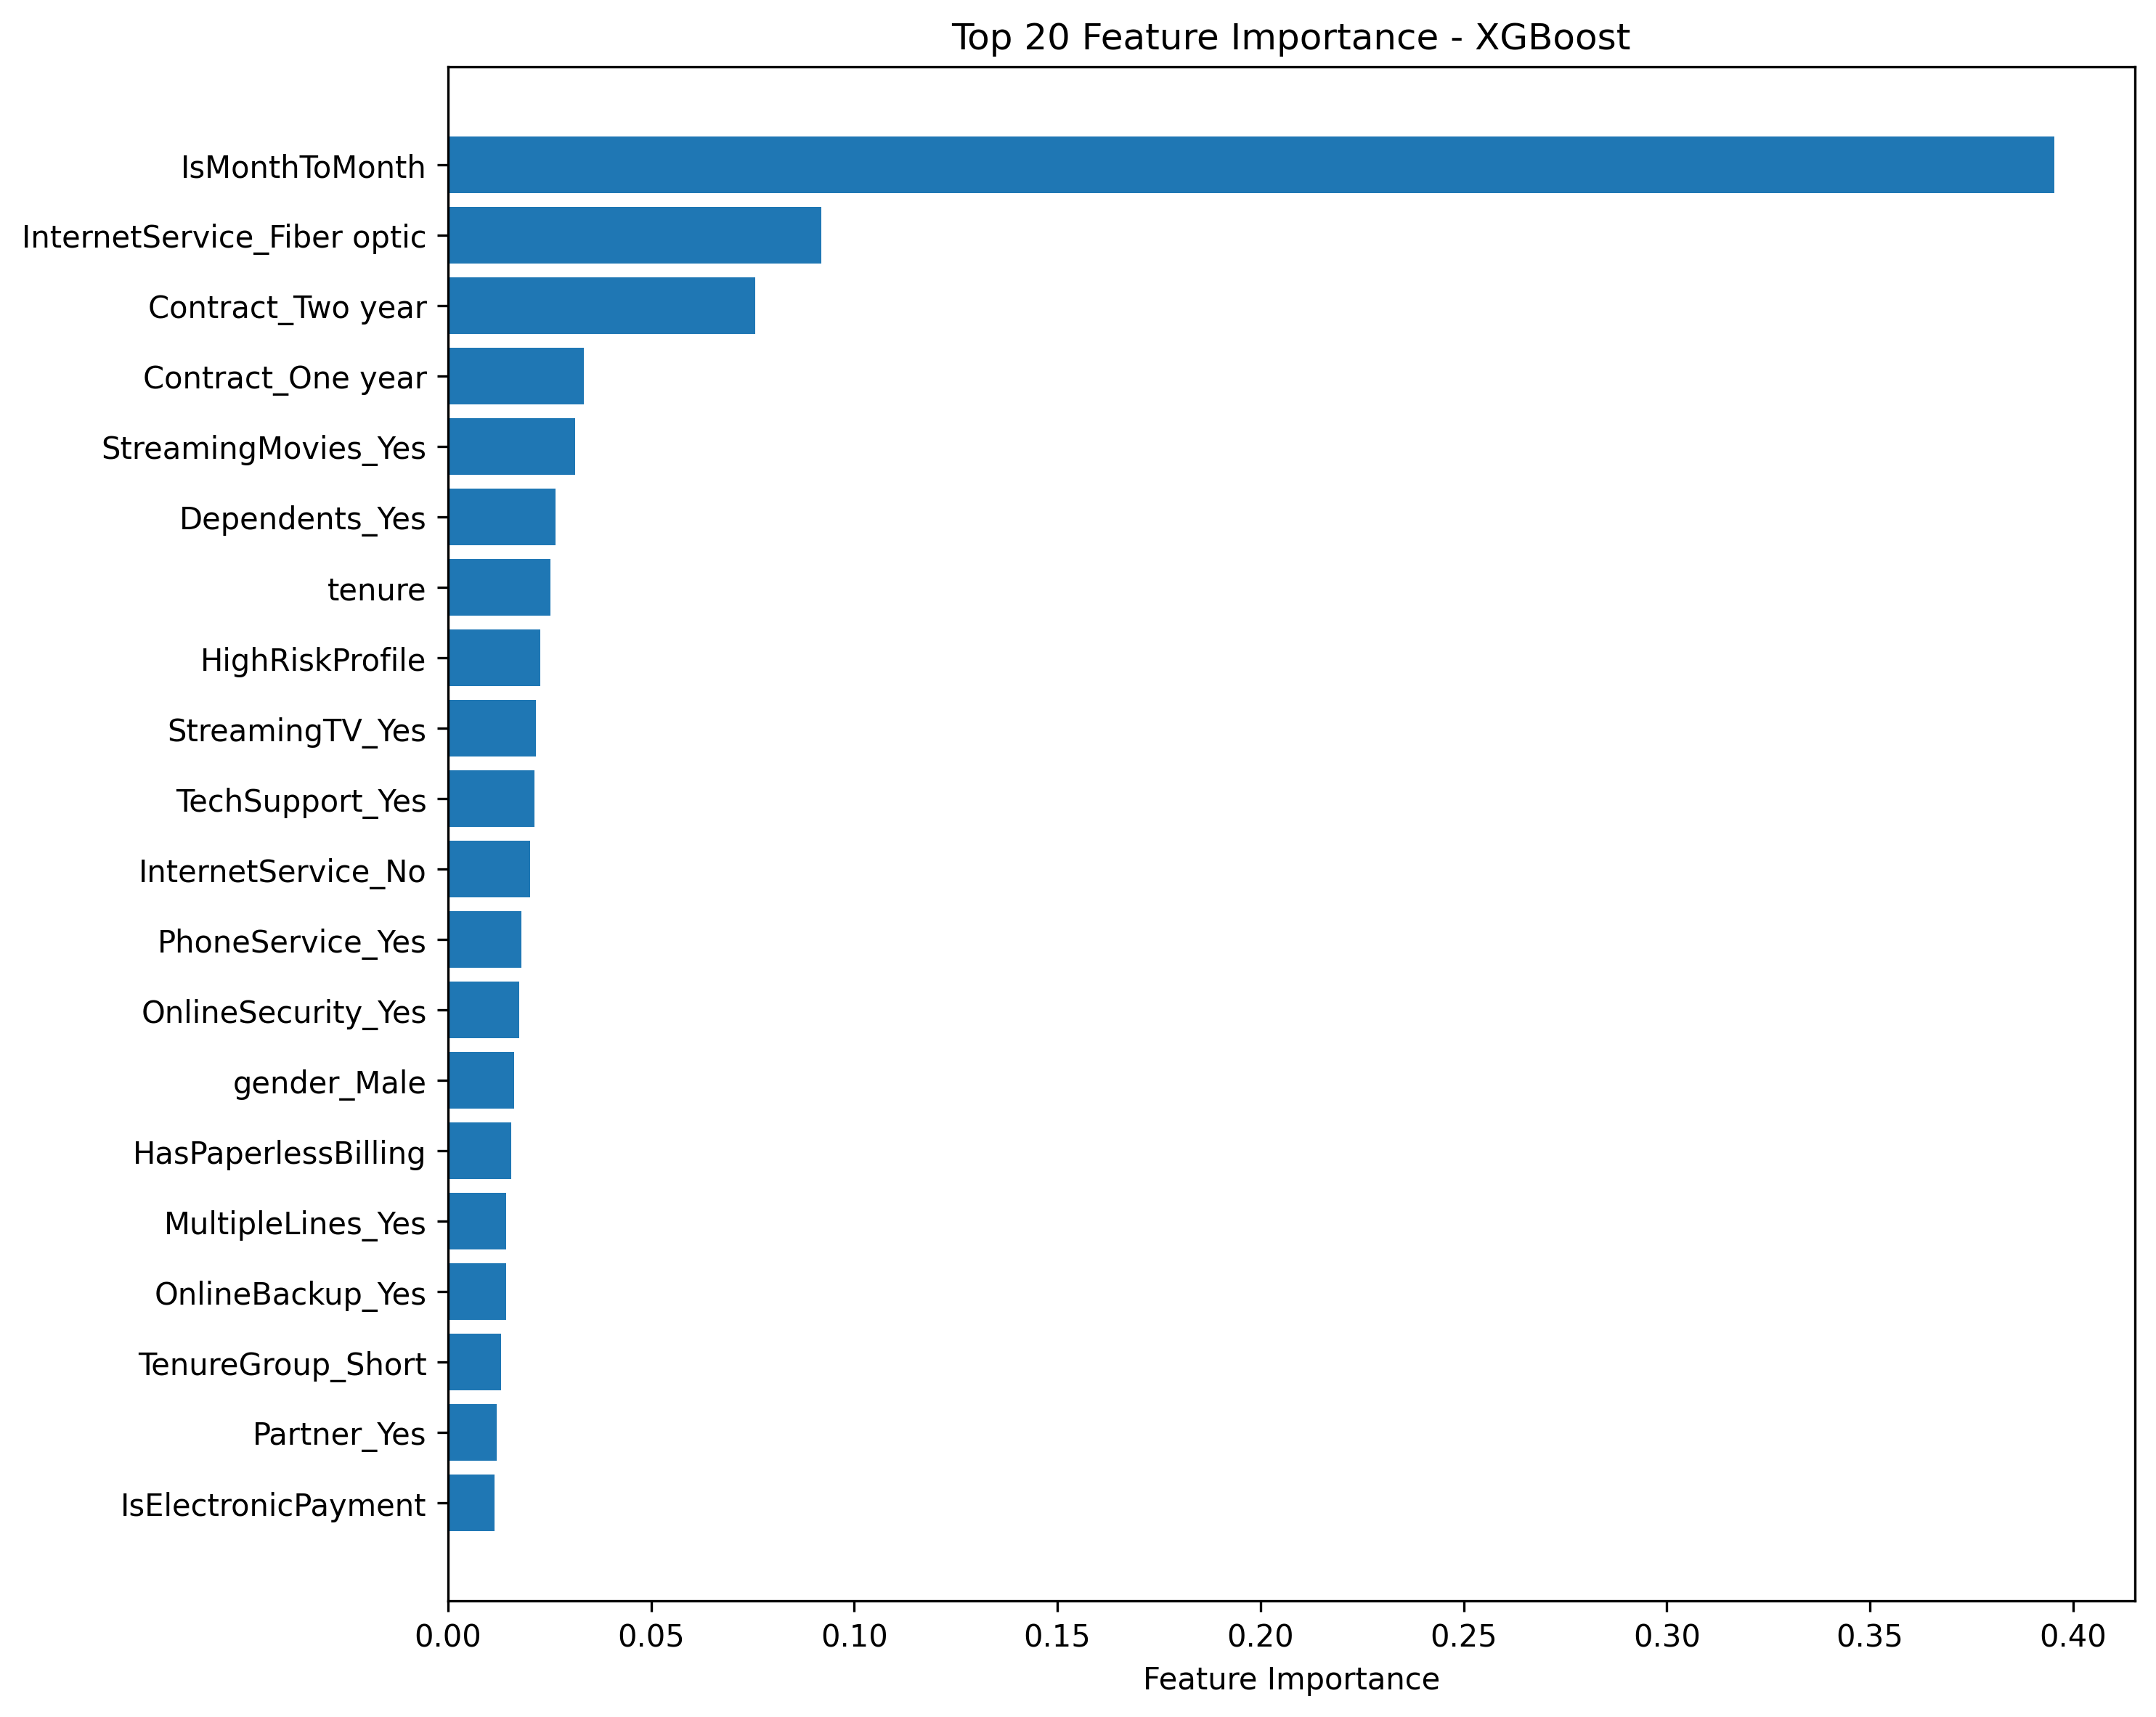 Top 20 Feature Importance - XGBoost
IsMonthToMonth
InternetService_Fiber optic
Contract_Two year
Contract_One year
StreamingMovies_Yes
Dependents_Yes
tenure
HighRiskProfile
StreamingTV_Yes
TechSupport_Yes
InternetService_No
PhoneService_Yes
OnlineSecurity_Yes
gender_Male
HasPaperlessBilling
MultipleLines_Yes
OnlineBackup_Yes
TenureGroup_Short
Partner_Yes
IsElectronicPayment
0.00 0.05 0.10 0.15 0.20 0.25 0.30 0.35 0.40
Feature Importance